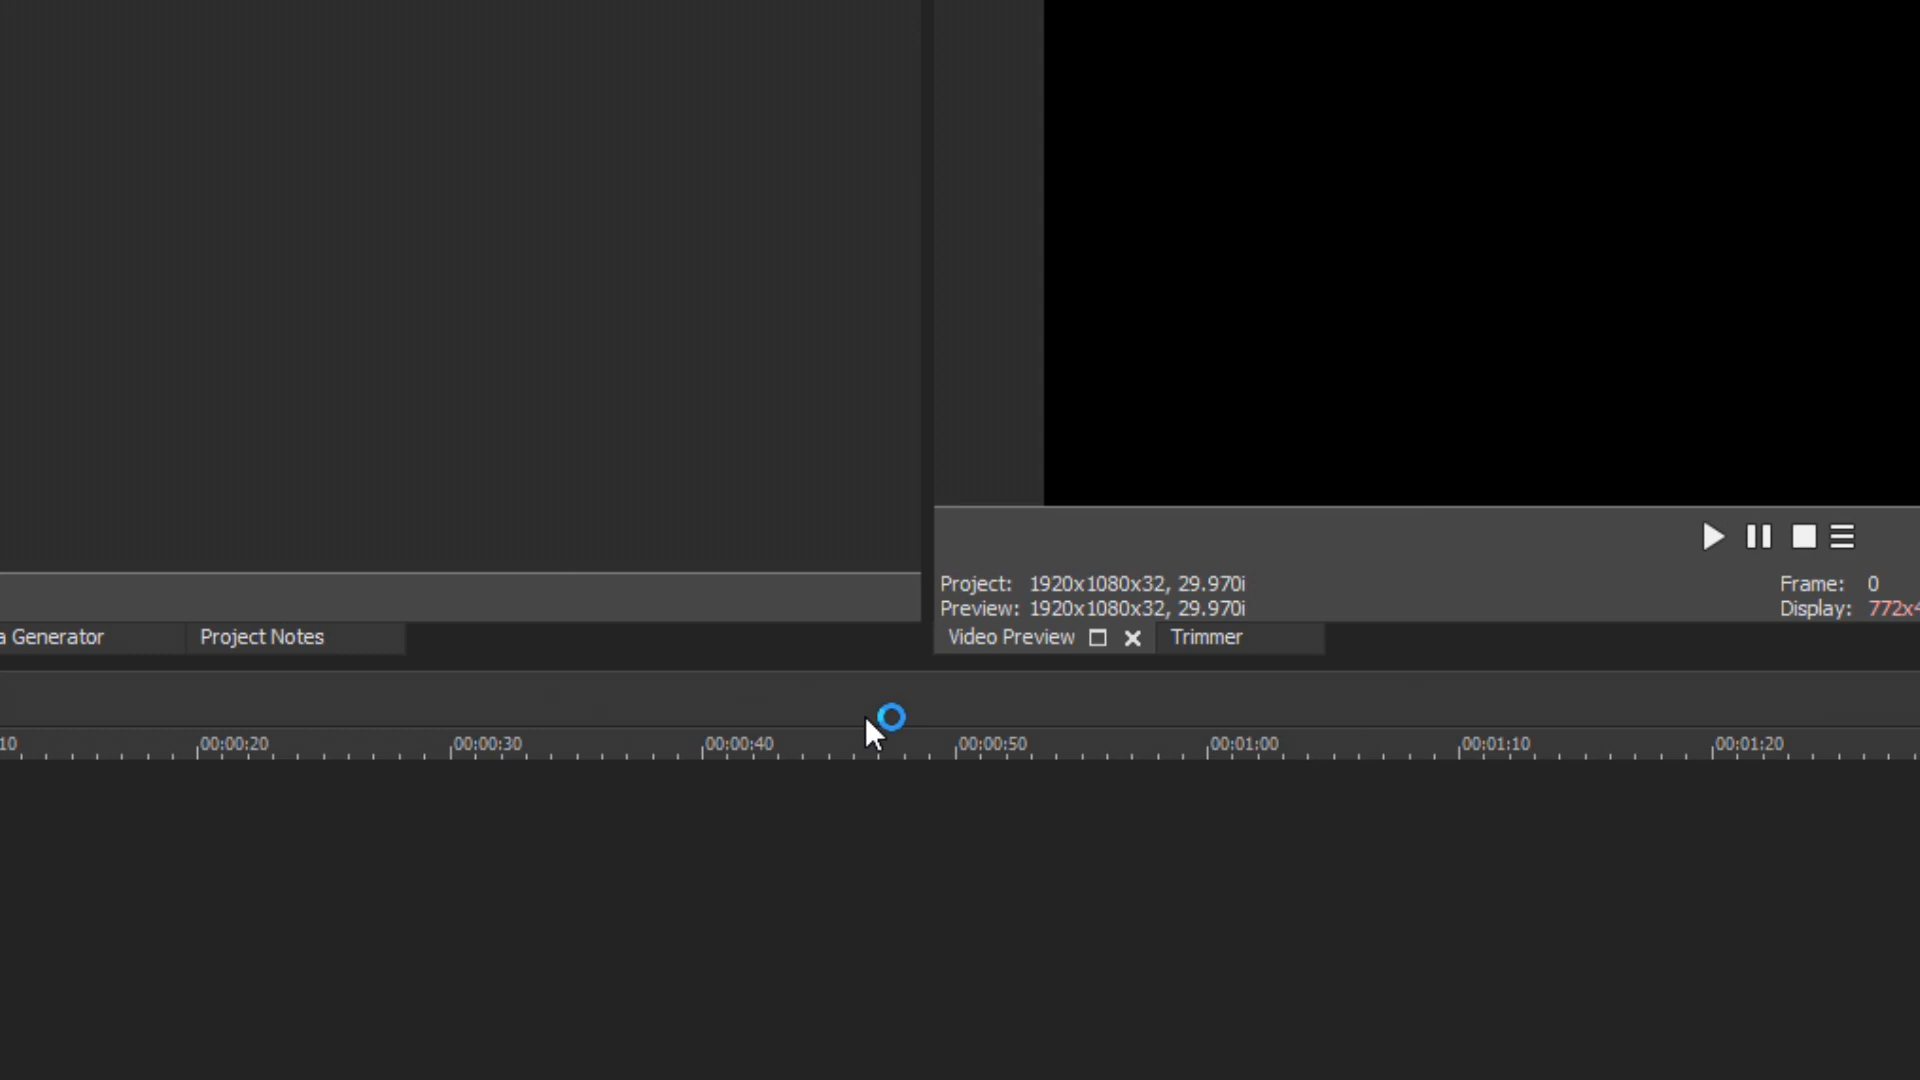 Project: 1920x1080x32, 29.970i
Frame: 0
Preview: 1920x1080x32, 29.970i
Display: 772x4
a Generator
Project Notes
Video Preview
Trimmer
10 00:00:20 00:00:30 00:00:40 00:00:50 00:01:00 00:01:10 00:01:20